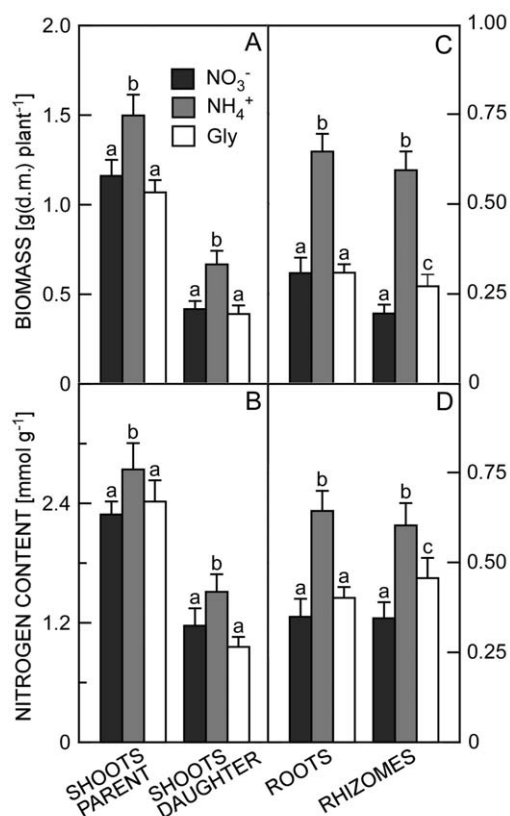 2.0
1.5
1.0
0.5
0
BIOMASS [g(d.m.) plant⁻¹]
A
NO₃⁻
NH₄⁺
Gly
a
b
a
a
b
a
C
1.00
0.75
0.50
0.25
0
a
b
a
a
b
c
B
2.4
1.2
0
NITROGEN CONTENT [mmol g⁻¹]
a
b
a
a
b
a
D
0.75
0.50
0.25
0
a
b
a
a
b
c
SHOOTS
PARENT
SHOOTS
DAUGHTER
ROOTS
RHIZOMES